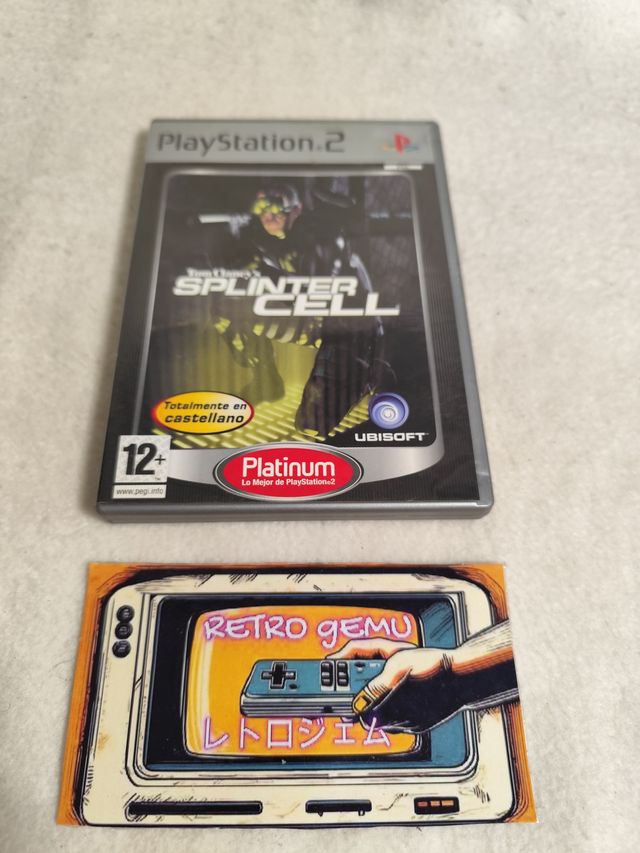 PlayStation®2
Tom Clancy's
SPLINTER
CELL
Totalmente en
castellano
UBISOFT™
12+
www.pegi.info
Platinum
Lo Mejor de PlayStation®2
RETRO gEMU
レトロジェム